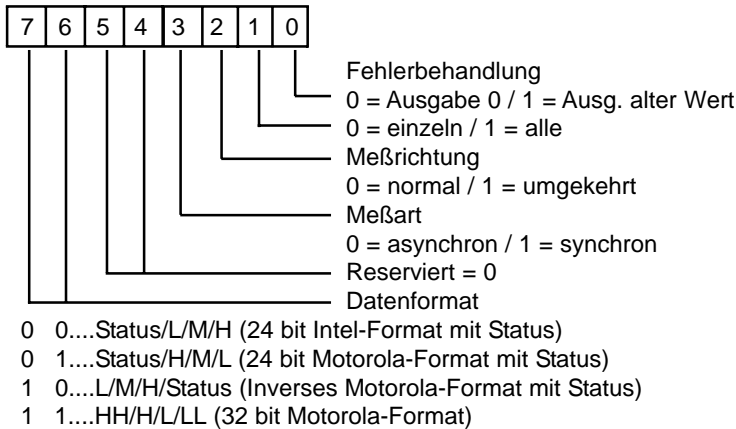 7 6 5 4 3 2 1 0
Fehlerbehandlung
0 = Ausgabe 0 / 1 = Ausg. alter Wert
0 = einzeln / 1 = alle
Meßrichtung
0 = normal / 1 = umgekehrt
Meßart
0 = asynchron / 1 = synchron
Reserviert = 0
Datenformat
0 0....Status/L/M/H (24 bit Intel-Format mit Status)
0 1....Status/H/M/L (24 bit Motorola-Format mit Status)
1 0....L/M/H/Status (Inverses Motorola-Format mit Status)
1 1....HH/H/L/LL (32 bit Motorola-Format)